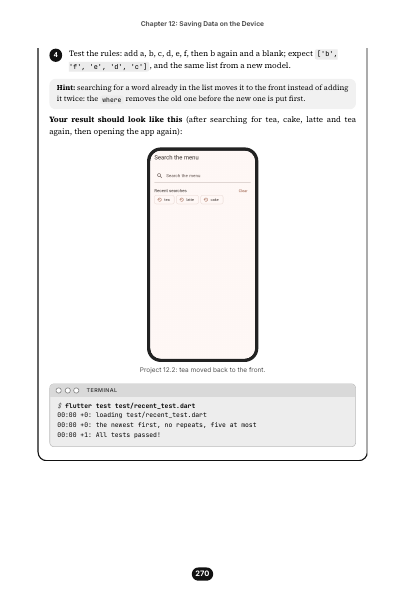 Chapter 12: Saving Data on the Device
4 Test the rules: add a, b, c, d, e, f, then b again and a blank; expect ['b',
'f', 'e', 'd', 'c'], and the same list from a new model.
Hint: searching for a word already in the list moves it to the front instead of adding
it twice: the where removes the old one before the new one is put first.
Your result should look like this (after searching for tea, cake, latte and tea
again, then opening the app again):
Search the menu
Search the menu
Recent searches Clear
tea latte cake
Project 12.2: tea moved back to the front.
TERMINAL
$ flutter test test/recent_test.dart
00:00 +0: loading test/recent_test.dart
00:00 +0: the newest first, no repeats, five at most
00:00 +1: All tests passed!
270